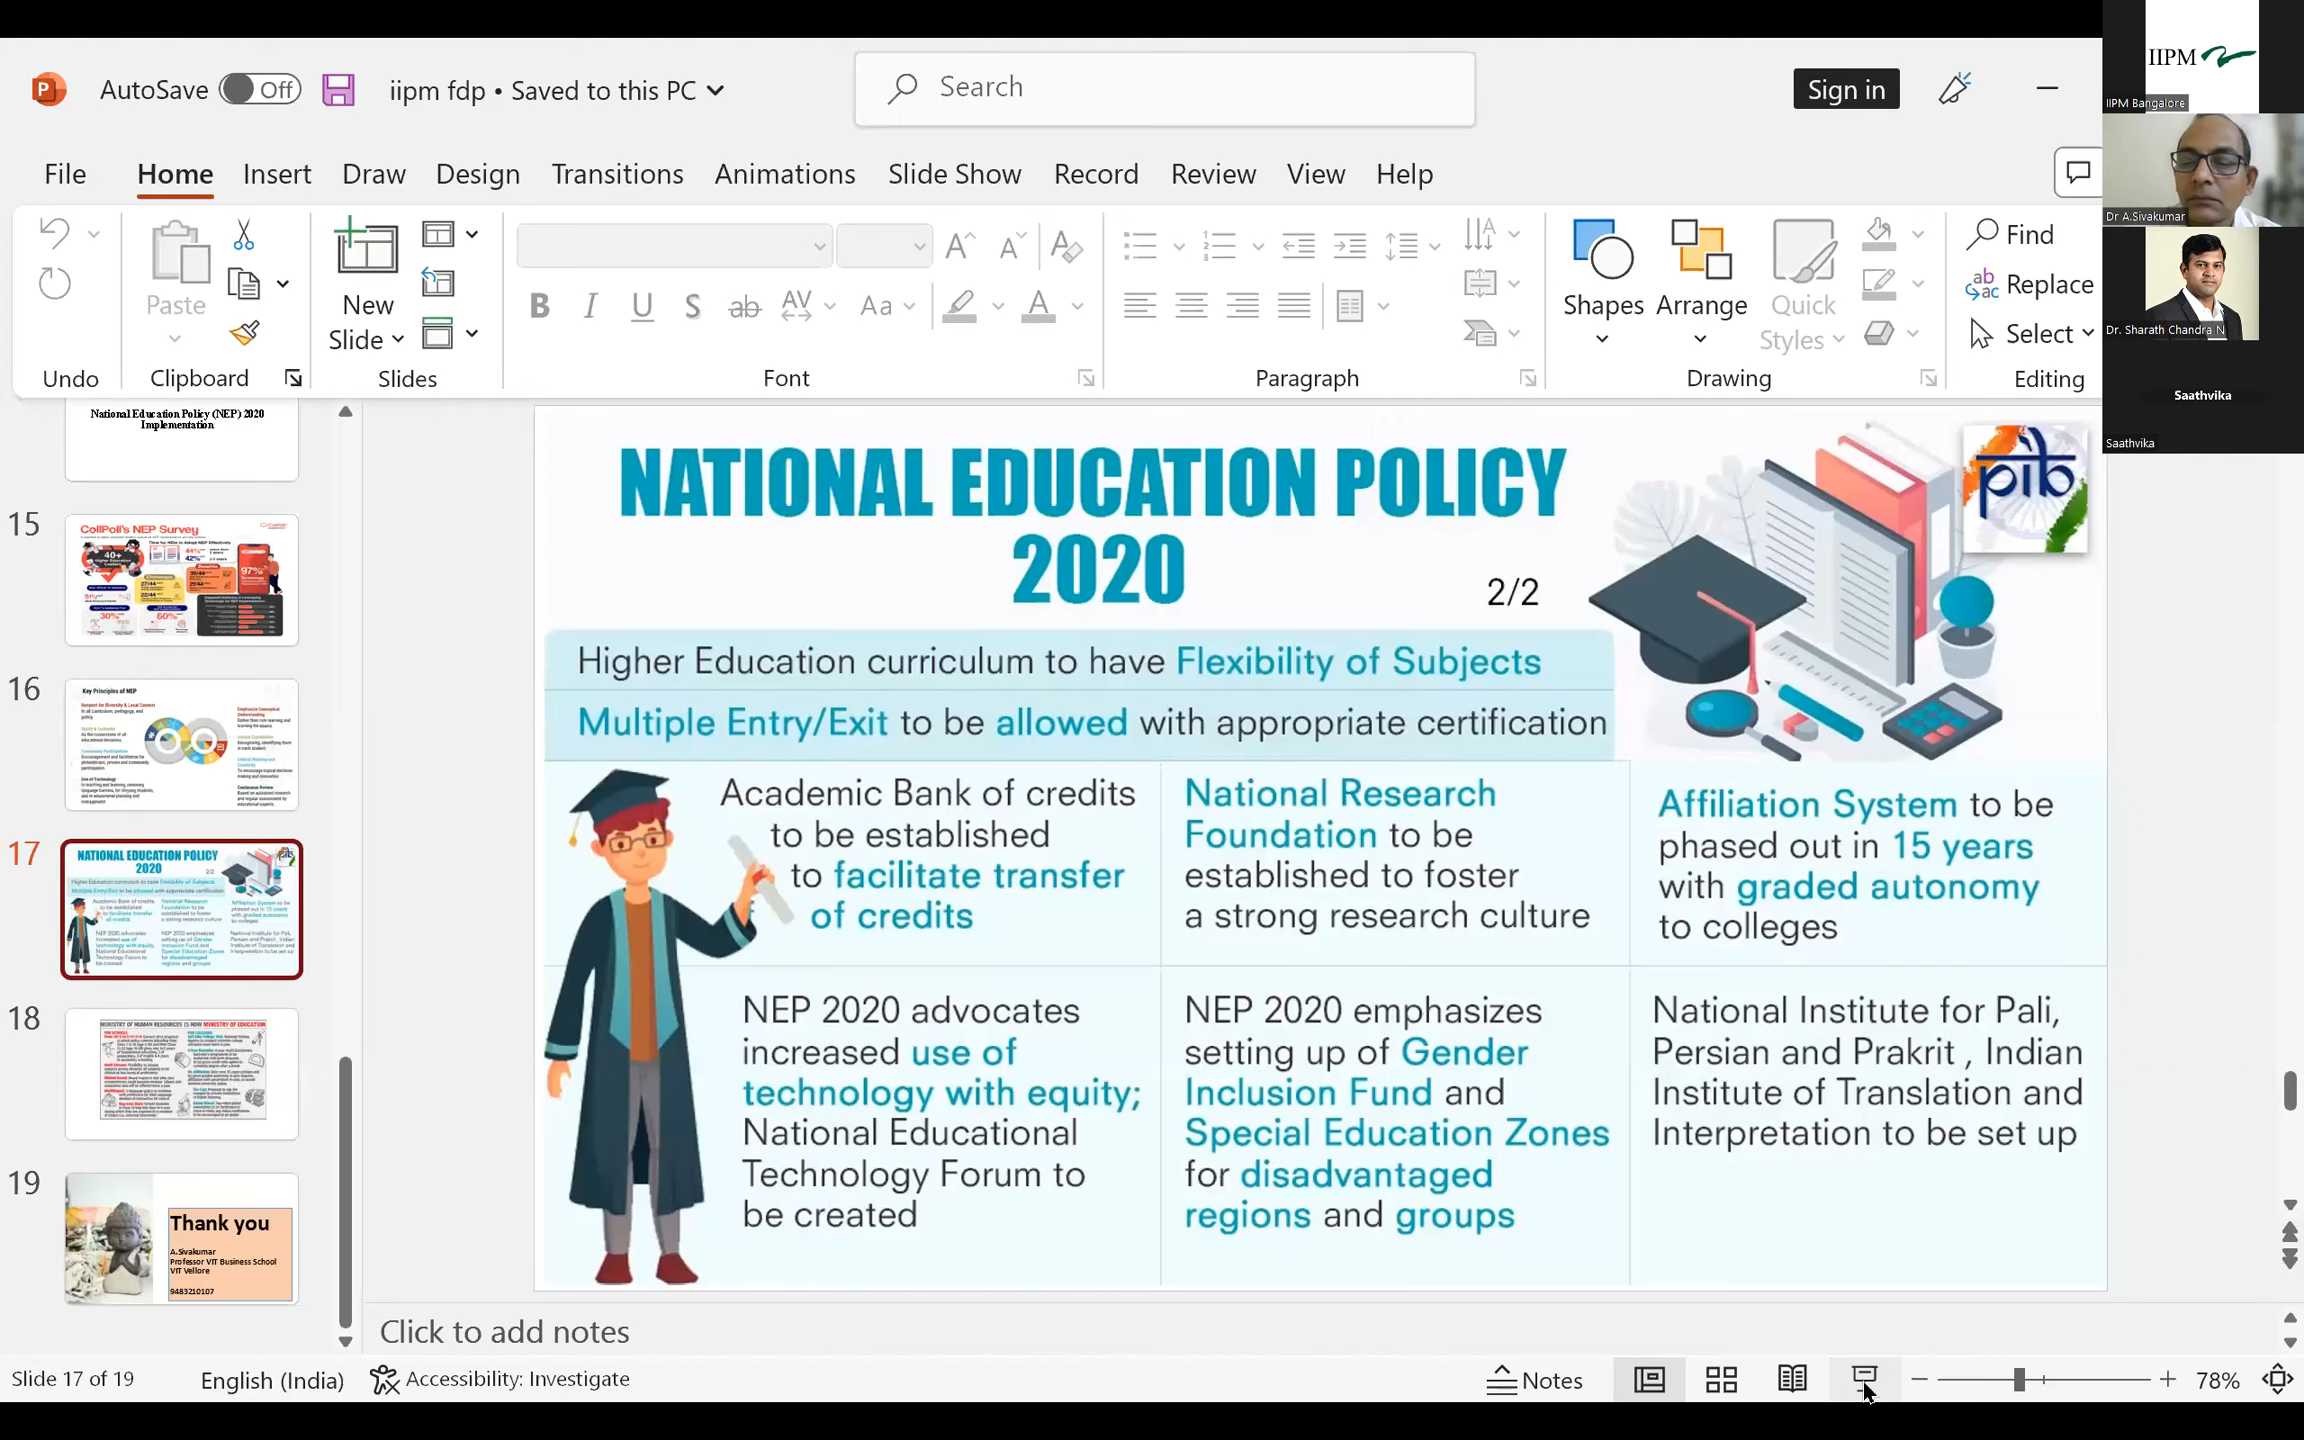 AutoSave Off iipm fdp • Saved to this PC
Search
Sign in
File Home Insert Draw Design Transitions Animations Slide Show Record Review View Help
Paste
New
Slide
Shapes
Arrange
Quick
Styles
Find
Replace
Select
Undo Clipboard Slides Font Paragraph Drawing Editing
IIPM
IIPM Bangalore
Dr A.Sivakumar
Dr. Sharath Chandra N
Saathvika
Saathvika
National Education Policy (NEP) 2020
Implementation
15
CollPoll's NEP Survey
40+
44%
42%
97%
30%
60%
16
Key Principles of NEP
17
NATIONAL EDUCATION POLICY
2020
2/2
18
MINISTRY OF HUMAN RESOURCES IS NOW MINISTRY OF EDUCATION
19
Thank you
A.Sivakumar
Professor VIT Business School
VIT Vellore
9483210107
NATIONAL EDUCATION POLICY
2020
2/2
pib
Higher Education curriculum to have Flexibility of Subjects
Multiple Entry/Exit to be allowed with appropriate certification
Academic Bank of credits
to be established
to facilitate transfer
of credits
National Research
Foundation to be
established to foster
a strong research culture
Affiliation System to be
phased out in 15 years
with graded autonomy
to colleges
NEP 2020 advocates
increased use of
technology with equity;
National Educational
Technology Forum to
be created
NEP 2020 emphasizes
setting up of Gender
Inclusion Fund and
Special Education Zones
for disadvantaged
regions and groups
National Institute for Pali,
Persian and Prakrit , Indian
Institute of Translation and
Interpretation to be set up
Click to add notes
Slide 17 of 19 English (India) Accessibility: Investigate Notes 78%